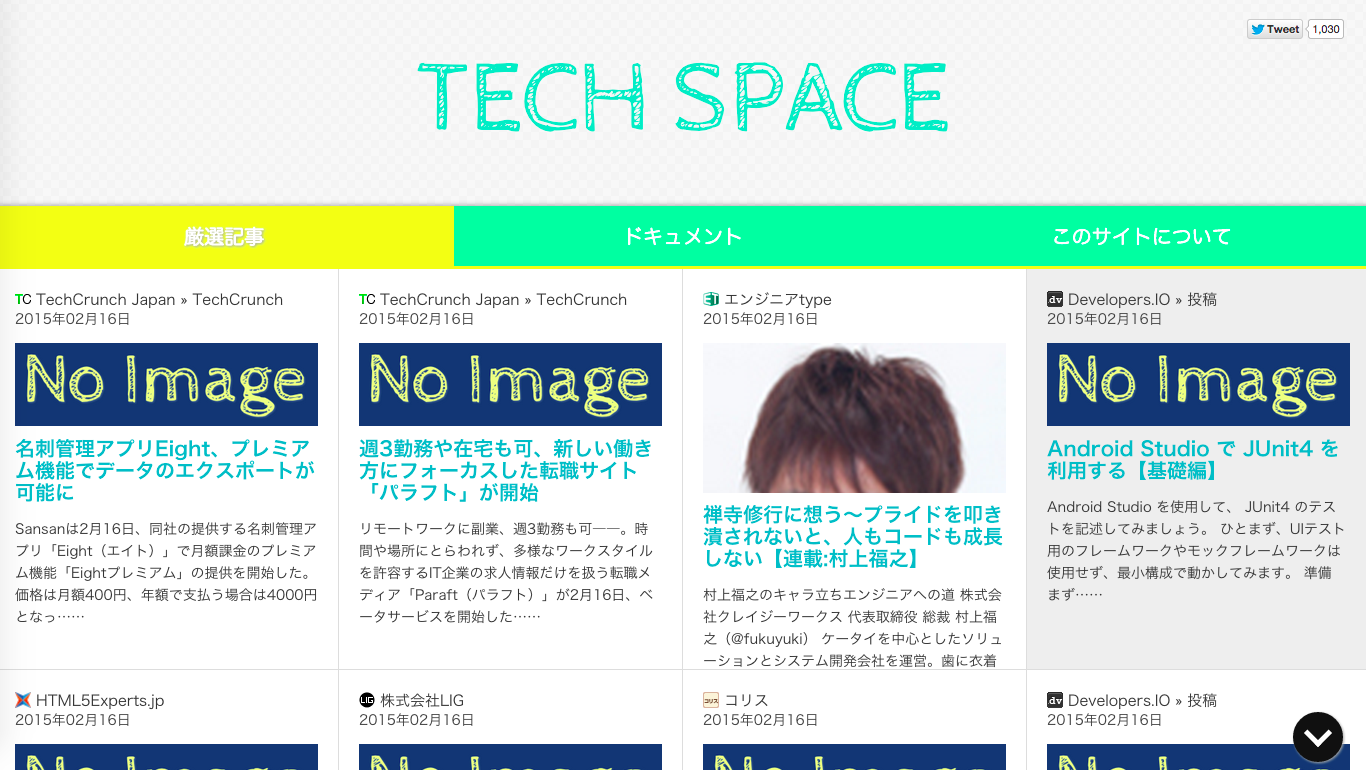 Tweet 1,030
TECH SPACE
厳選記事
ドキュメント
このサイトについて
TC TechCrunch Japan » TechCrunch
2015年02月16日
No Image
名刺管理アプリEight、プレミア
ム機能でデータのエクスポートが
可能に
Sansanは2月16日、同社の提供する名刺管理ア
プリ「Eight（エイト）」で月額課金のプレミア
ム機能「Eightプレミアム」の提供を開始した。
価格は月額400円、年額で支払う場合は4000円
となっ……
TC TechCrunch Japan » TechCrunch
2015年02月16日
No Image
週3勤務や在宅も可、新しい働き
方にフォーカスした転職サイト
「パラフト」が開始
リモートワークに副業、週3勤務も可――。時
間や場所にとらわれず、多様なワークスタイル
を許容するIT企業の求人情報だけを扱う転職メ
ディア「Paraft（パラフト）」が2月16日、ベ
ータサービスを開始した……
エンジニアtype
2015年02月16日
禅寺修行に想う〜プライドを叩き
潰されないと、人もコードも成長
しない【連載:村上福之】
村上福之のキャラ立ちエンジニアへの道 株式会
社クレイジーワークス 代表取締役 総裁 村上福
之（@fukuyuki） ケータイを中心としたソリュ
ーションとシステム開発会社を運営。歯に衣着
dv Developers.IO » 投稿
2015年02月16日
No Image
Android Studio で JUnit4 を
利用する【基礎編】
Android Studio を使用して、 JUnit4 のテス
トを記述してみましょう。 ひとまず、UIテスト
用のフレームワークやモックフレームワークは
使用せず、最小構成で動かしてみます。 準備
まず……
HTML5Experts.jp
2015年02月16日
No Image
LIG 株式会社LIG
2015年02月16日
No Image
コリス コリス
2015年02月16日
No Image
dv Developers.IO » 投稿
2015年02月16日
No Image